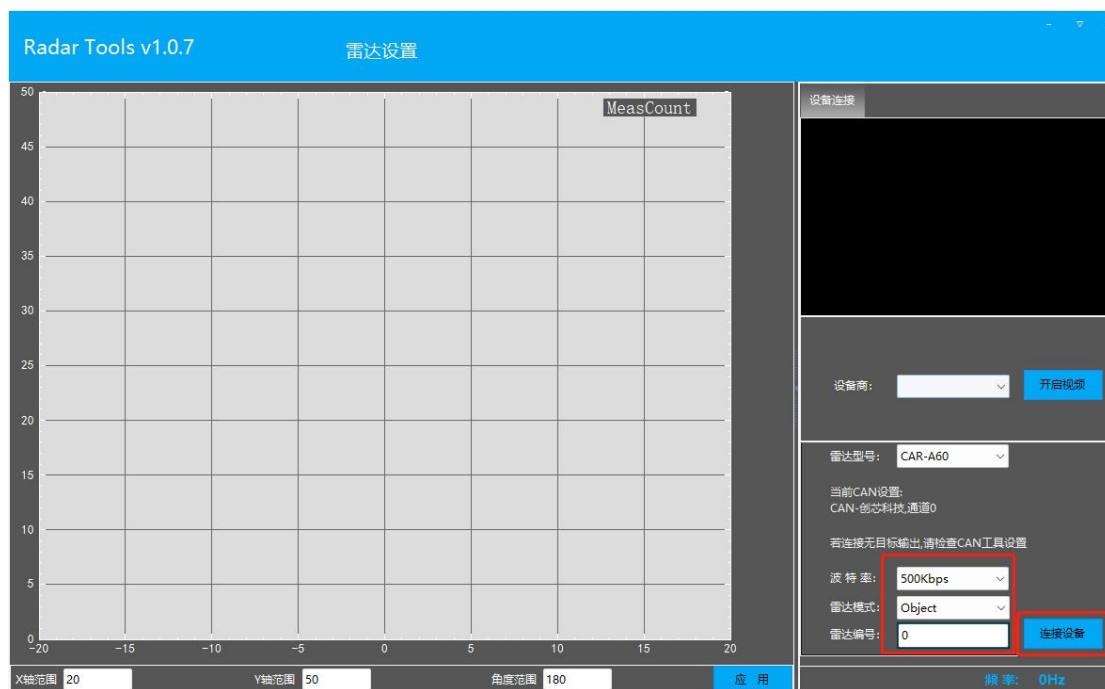 Radar Tools v1.0.7
雷达设置
50
MeasCount
45
40
35
30
25
20
15
10
5
0
-20 -15 -10 -5 0 5 10 15 20
X轴范围 20 Y轴范围 50 角度范围 180 应 用
设备连接
设备商: 开启视频
雷达型号: CAR-A60
当前CAN设置:
CAN-创芯科技,通道0
若连接无目标输出,请检查CAN工具设置
波 特 率: 500Kbps
雷达模式: Object
雷达编号: 0 连接设备
频 率: 0Hz